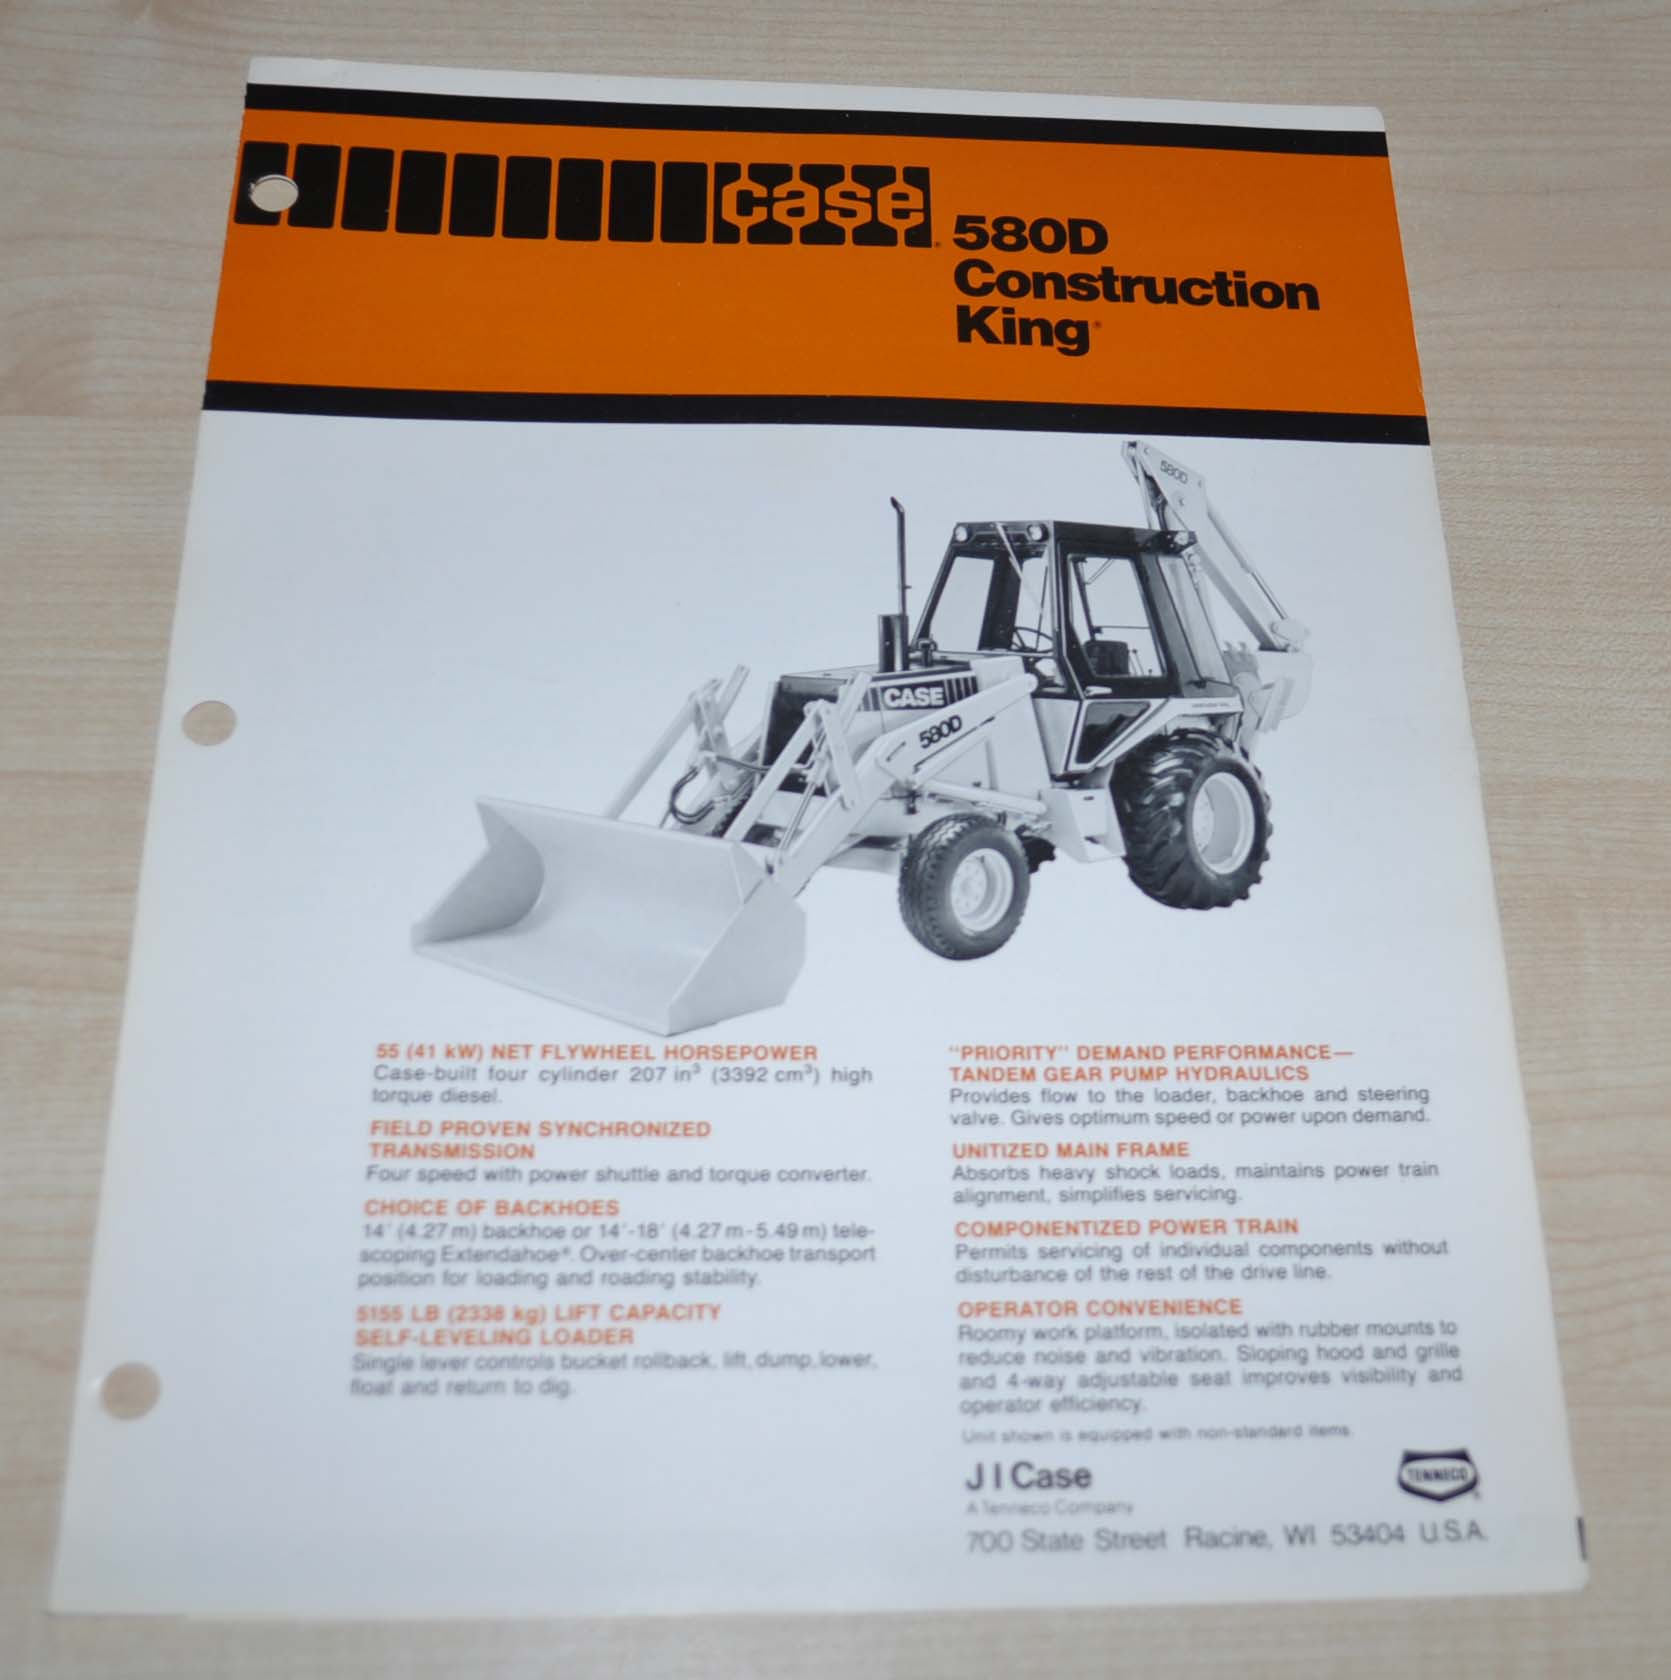 case®
580D
Construction
King®
580D
CASE
580D
55 (41 kW) NET FLYWHEEL HORSEPOWER
Case-built four cylinder 207 in³ (3392 cm³) high
torque diesel.
FIELD PROVEN SYNCHRONIZED
TRANSMISSION
Four speed with power shuttle and torque converter.
CHOICE OF BACKHOES
14′ (4.27 m) backhoe or 14′-18′ (4.27 m-5.49 m) tele-
scoping Extendahoe®. Over-center backhoe transport
position for loading and roading stability.
5155 LB (2338 kg) LIFT CAPACITY
SELF-LEVELING LOADER
Single lever controls bucket rollback, lift, dump, lower,
float and return to dig.
"PRIORITY" DEMAND PERFORMANCE—
TANDEM GEAR PUMP HYDRAULICS
Provides flow to the loader, backhoe and steering
valve. Gives optimum speed or power upon demand.
UNITIZED MAIN FRAME
Absorbs heavy shock loads, maintains power train
alignment, simplifies servicing.
COMPONENTIZED POWER TRAIN
Permits servicing of individual components without
disturbance of the rest of the drive line.
OPERATOR CONVENIENCE
Roomy work platform, isolated with rubber mounts to
reduce noise and vibration. Sloping hood and grille
and 4-way adjustable seat improves visibility and
operator efficiency.
Unit shown is equipped with non-standard items.
J I Case
A Tenneco Company
700 State Street Racine, WI 53404 U.S.A.
TENNECO®